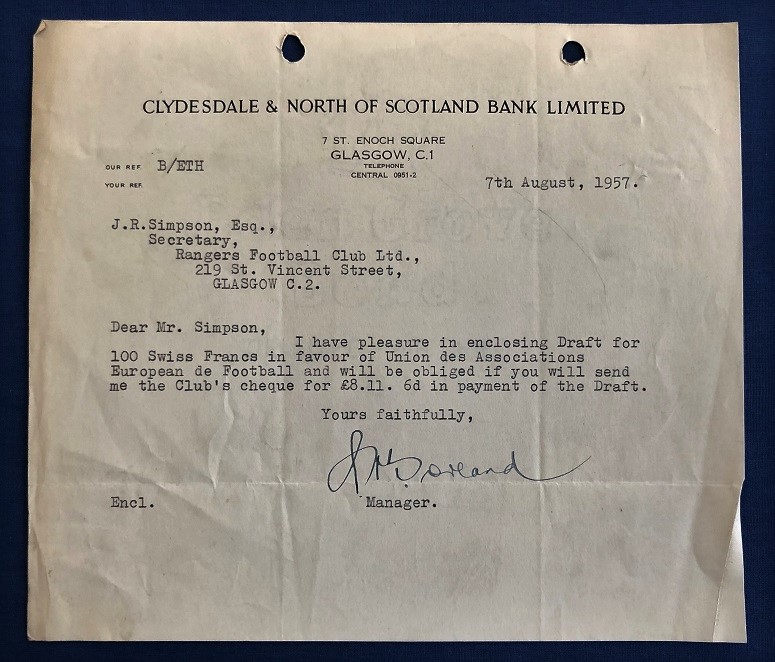 CLYDESDALE & NORTH OF SCOTLAND BANK LIMITED
7 ST. ENOCH SQUARE
GLASGOW, C.1
TELEPHONE
CENTRAL 0951-2
OUR REF. B/ETH
YOUR REF.
7th August, 1957.
J.R.Simpson, Esq.,
Secretary,
Rangers Football Club Ltd.,
219 St. Vincent Street,
GLASGOW C.2.
Dear Mr. Simpson,
I have pleasure in enclosing Draft for
100 Swiss Francs in favour of Union des Associations
European de Football and will be obliged if you will send
me the Club's cheque for £8.11. 6d in payment of the Draft.
Yours faithfully,
Encl.
Manager.